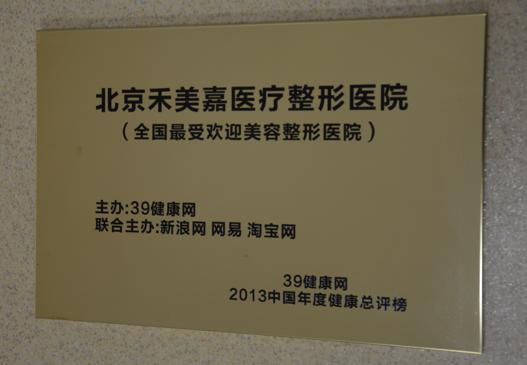 北京禾美嘉医疗整形医院
（全国最受欢迎美容整形医院）
主办:39健康网
联合主办:新浪网 网易 淘宝网
39健康网
2013中国年度健康总评榜